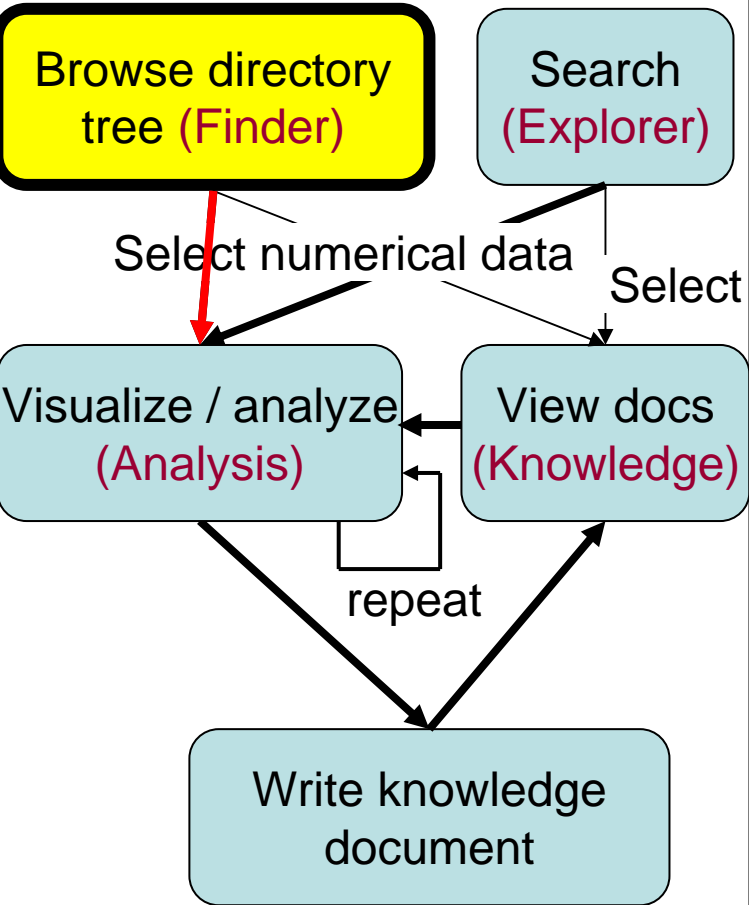 Browse directory
tree (Finder)
Search
(Explorer)
Select numerical data
Select
Visualize / analyze
(Analysis)
View docs
(Knowledge)
repeat
Write knowledge
document